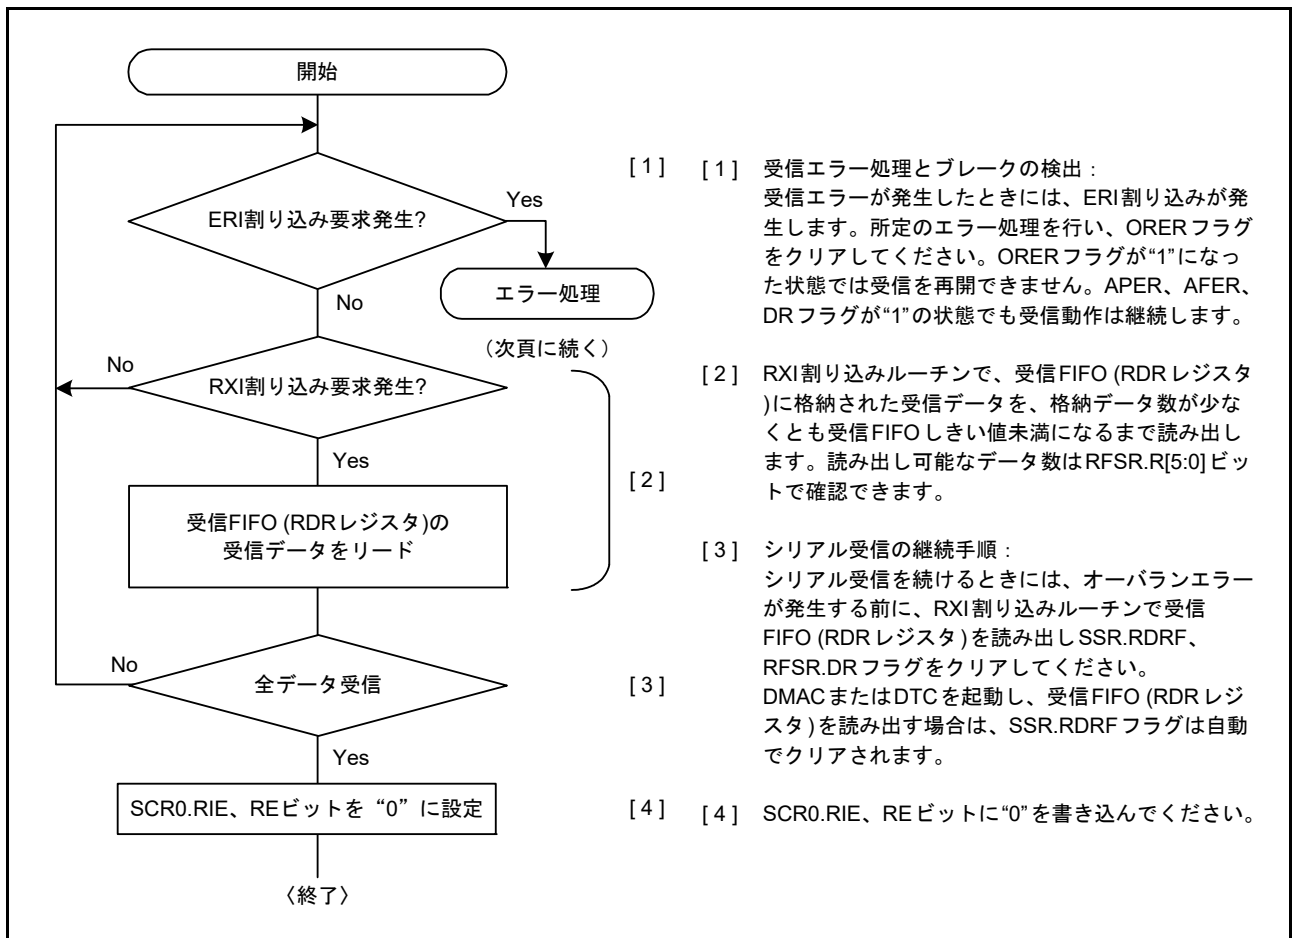 開始
ERI割り込み要求発生?
Yes
エラー処理
(次頁に続く)
No
RXI割り込み要求発生?
No
Yes
受信FIFO (RDRレジスタ)の
受信データをリード
全データ受信
No
Yes
SCR0.RIE、REビットを“0”に設定
〈終了〉
[1]
[2]
[3]
[4]
[1] 受信エラー処理とブレークの検出:
受信エラーが発生したときには、ERI割り込みが発
生します。所定のエラー処理を行い、ORERフラグ
をクリアしてください。ORERフラグが“1”になっ
た状態では受信を再開できません。APER、AFER、
DRフラグが“1”の状態でも受信動作は継続します。
[2] RXI割り込みルーチンで、受信FIFO (RDRレジスタ
)に格納された受信データを、格納データ数が少な
くとも受信FIFOしきい値未満になるまで読み出し
ます。読み出し可能なデータ数はRFSR.R[5:0]ビッ
トで確認できます。
[3] シリアル受信の継続手順:
シリアル受信を続けるときには、オーバランエラー
が発生する前に、RXI割り込みルーチンで受信
FIFO (RDRレジスタ)を読み出しSSR.RDRF、
RFSR.DRフラグをクリアしてください。
DMACまたはDTCを起動し、受信FIFO (RDRレジ
スタ)を読み出す場合は、SSR.RDRFフラグは自動
でクリアされます。
[4] SCR0.RIE、REビットに“0”を書き込んでください。